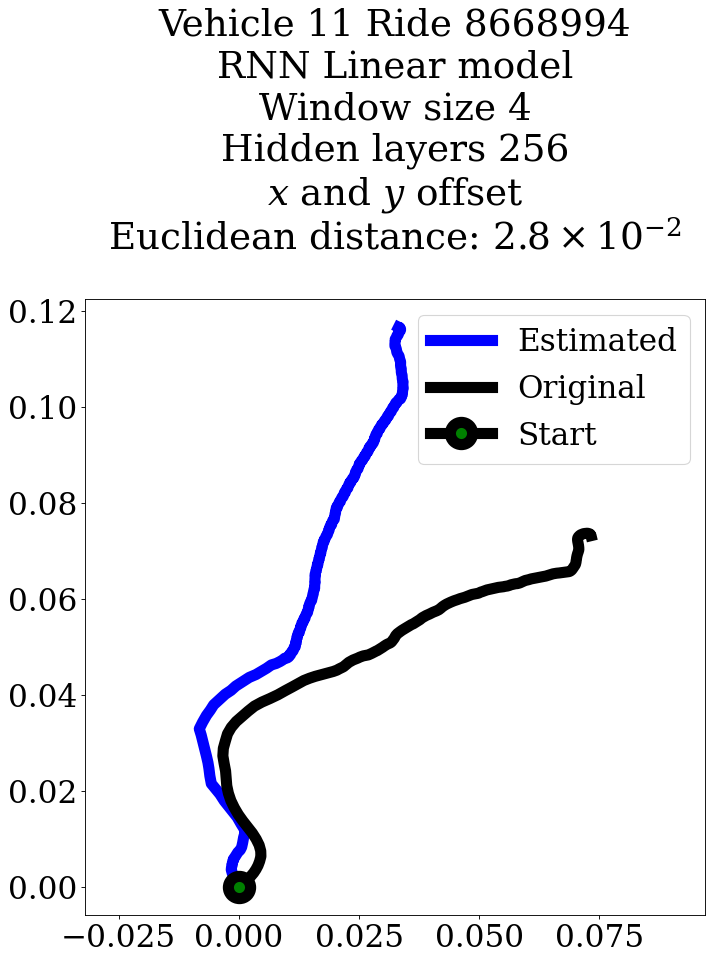 Vehicle 11 Ride 8668994
RNN Linear model
Window size 4
Hidden layers 256
x and y offset
Euclidean distance: 2.8 × 10⁻²
0.12
0.10
0.08
0.06
0.04
0.02
0.00
Estimated
Original
Start
−0.025 0.000 0.025 0.050 0.075